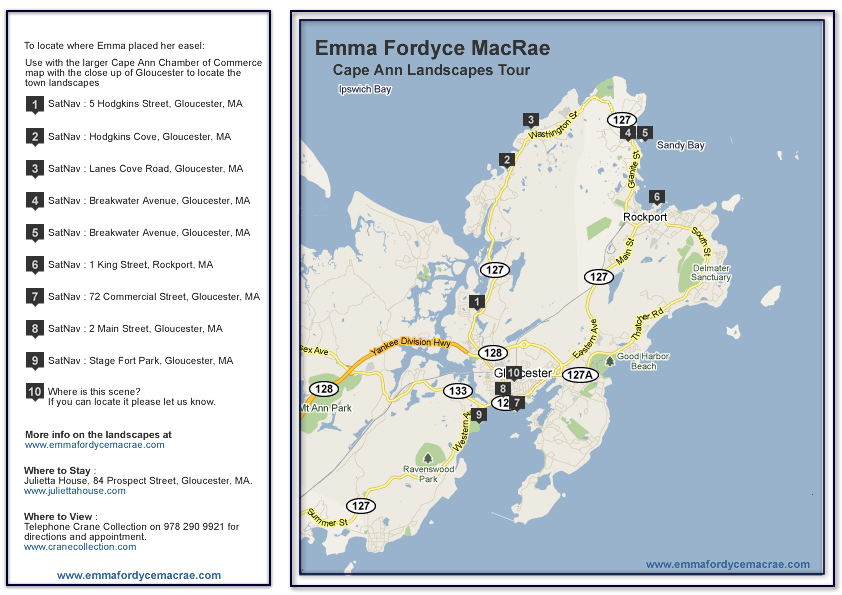 To locate where Emma placed her easel:
Use with the larger Cape Ann Chamber of Commerce
map with the close up of Gloucester to locate the
town landscapes
1 SatNav : 5 Hodgkins Street, Gloucester, MA
2 SatNav : Hodgkins Cove, Gloucester, MA
3 SatNav : Lanes Cove Road, Gloucester, MA
4 SatNav : Breakwater Avenue, Gloucester, MA
5 SatNav : Breakwater Avenue, Gloucester, MA
6 SatNav : 1 King Street, Rockport, MA
7 SatNav : 72 Commercial Street, Gloucester, MA
8 SatNav : 2 Main Street, Gloucester, MA
9 SatNav : Stage Fort Park, Gloucester, MA
10 Where is this scene?
If you can locate it please let us know.
More info on the landscapes at
www.emmafordycemacrae.com
Where to Stay :
Julietta House, 84 Prospect Street, Gloucester, MA.
www.juliettahouse.com
Where to View :
Telephone Crane Collection on 978 290 9921 for
directions and appointment.
www.cranecollection.com
www.emmafordycemacrae.com
Emma Fordyce MacRae
Cape Ann Landscapes Tour
Ipswich Bay
3
Washington St
127
4 5
Sandy Bay
2
Granite St
6
Rockport
South St
Main St
127
127
Delmater
Sanctuary
1
Thatcher Rd
Eastern Ave
Yankee Division Hwy
128
Good Harbor
Beach
10
127A
128
133
8
7
9
Mt Ann Park
Western A
Ravenswood
Park
127
Summer St
www.emmafordycemacrae.com